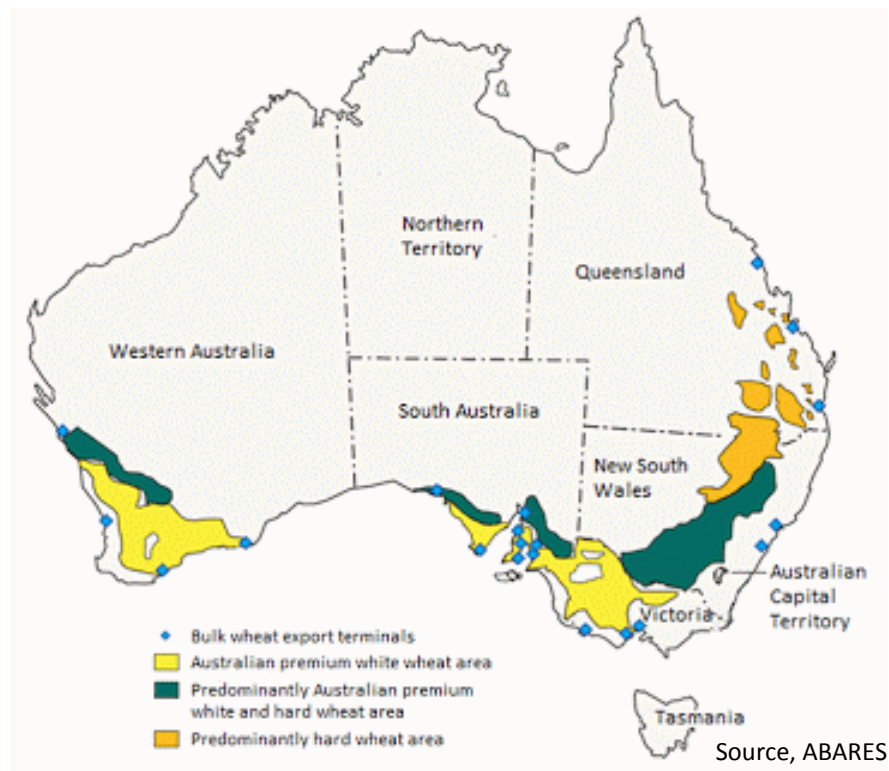 Northern
Territory
Queensland
Western Australia
South Australia
New South
Wales
Australian
Capital
Territory
Victoria
Bulk wheat export terminals
Australian premium white wheat area
Predominantly Australian premium
white and hard wheat area
Predominantly hard wheat area
Tasmania
Source, ABARES